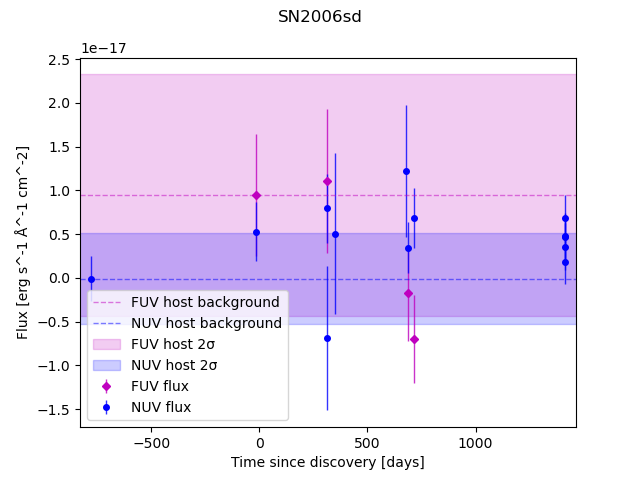 SN2006sd
1e−17
2.5
2.0
1.5
1.0
0.5
0.0
−0.5
−1.0
−1.5
Flux [erg s^-1 Å^-1 cm^-2]
FUV host background
NUV host background
FUV host 2σ
NUV host 2σ
FUV flux
NUV flux
−500
0
500
1000
Time since discovery [days]